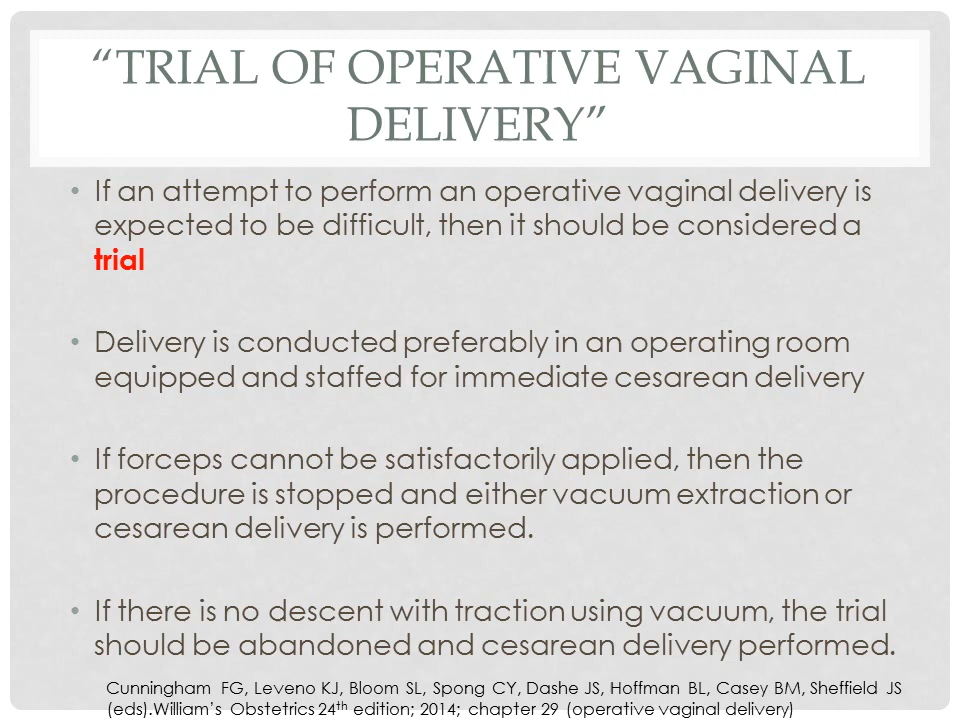 “TRIAL OF OPERATIVE VAGINAL
DELIVERY”
• If an attempt to perform an operative vaginal delivery is
expected to be difficult, then it should be considered a
trial
• Delivery is conducted preferably in an operating room
equipped and staffed for immediate cesarean delivery
• If forceps cannot be satisfactorily applied, then the
procedure is stopped and either vacuum extraction or
cesarean delivery is performed.
• If there is no descent with traction using vacuum, the trial
should be abandoned and cesarean delivery performed.
Cunningham FG, Leveno KJ, Bloom SL, Spong CY, Dashe JS, Hoffman BL, Casey BM, Sheffield JS
(eds).William’s Obstetrics 24th edition; 2014; chapter 29 (operative vaginal delivery)